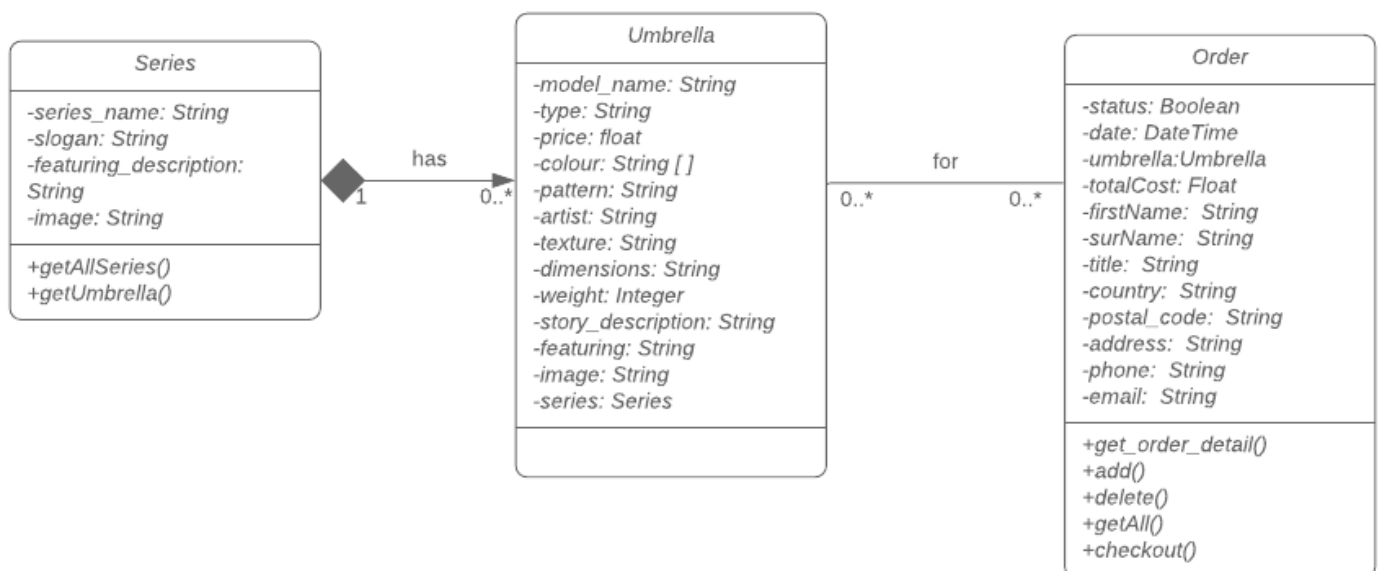 Series
-series_name: String
-slogan: String
-featuring_description:
String
-image: String
+getAllSeries()
+getUmbrella()
has
1
0..*
Umbrella
-model_name: String
-type: String
-price: float
-colour: String [ ]
-pattern: String
-artist: String
-texture: String
-dimensions: String
-weight: Integer
-story_description: String
-featuring: String
-image: String
-series: Series
for
0..*
0..*
Order
-status: Boolean
-date: DateTime
-umbrella:Umbrella
-totalCost: Float
-firstName: String
-surName: String
-title: String
-country: String
-postal_code: String
-address: String
-phone: String
-email: String
+get_order_detail()
+add()
+delete()
+getAll()
+checkout()